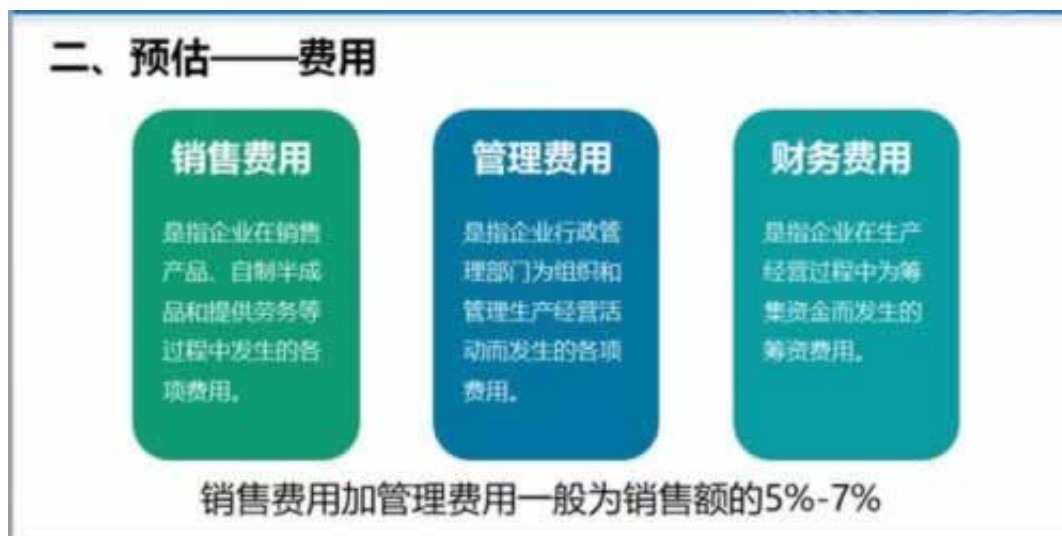 二、预估——费用
销售费用
是指企业在销售
产品、自制半成
品和提供劳务等
过程中发生的各
项费用。
管理费用
是指企业行政管
理部门为组织和
管理生产经营活
动而发生的各项
费用。
财务费用
是指企业在生产
经营过程中为筹
集资金而发生的
筹资费用。
销售费用加管理费用一般为销售额的5%-7%